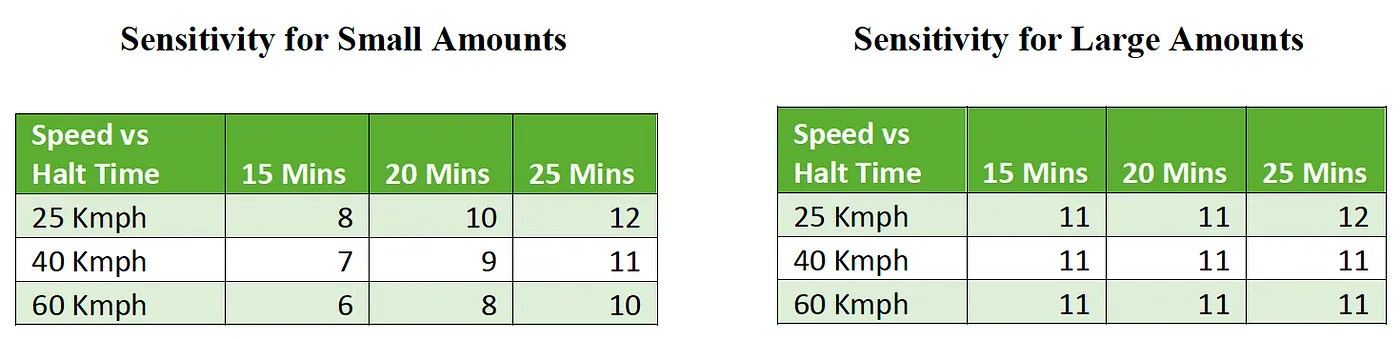 Sensitivity for Small Amounts
Speed vs
Halt Time 15 Mins 20 Mins 25 Mins
25 Kmph 8 10 12
40 Kmph 7 9 11
60 Kmph 6 8 10
Sensitivity for Large Amounts
Speed vs
Halt Time 15 Mins 20 Mins 25 Mins
25 Kmph 11 11 12
40 Kmph 11 11 11
60 Kmph 11 11 11